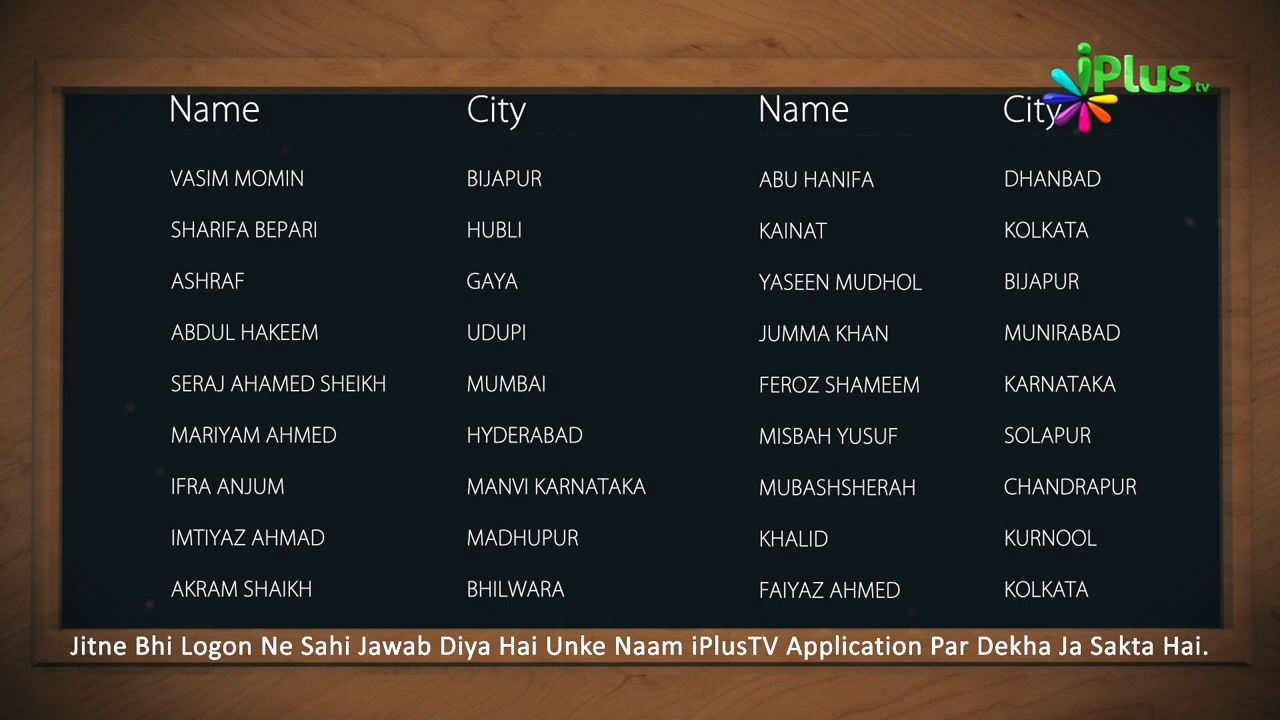 iPlus tv
Name City Name City
VASIM MOMIN BIJAPUR ABU HANIFA DHANBAD
SHARIFA BEPARI HUBLI KAINAT KOLKATA
ASHRAF GAYA YASEEN MUDHOL BIJAPUR
ABDUL HAKEEM UDUPI JUMMA KHAN MUNIRABAD
SERAJ AHAMED SHEIKH MUMBAI FEROZ SHAMEEM KARNATAKA
MARIYAM AHMED HYDERABAD MISBAH YUSUF SOLAPUR
IFRA ANJUM MANVI KARNATAKA MUBASHSHERAH CHANDRAPUR
IMTIYAZ AHMAD MADHUPUR KHALID KURNOOL
AKRAM SHAIKH BHILWARA FAIYAZ AHMED KOLKATA
Jitne Bhi Logon Ne Sahi Jawab Diya Hai Unke Naam iPlusTV Application Par Dekha Ja Sakta Hai.